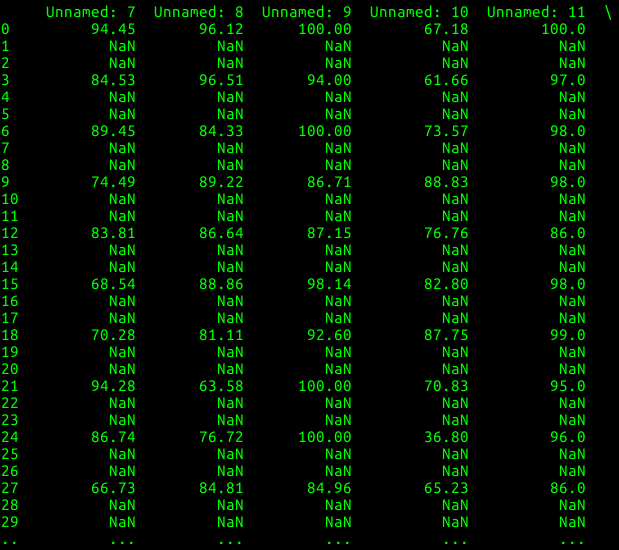 Unnamed: 7  Unnamed: 8  Unnamed: 9  Unnamed: 10  Unnamed: 11  \
0 94.45 96.12 100.00 67.18 100.0
1 NaN NaN NaN NaN NaN
2 NaN NaN NaN NaN NaN
3 84.53 96.51 94.00 61.66 97.0
4 NaN NaN NaN NaN NaN
5 NaN NaN NaN NaN NaN
6 89.45 84.33 100.00 73.57 98.0
7 NaN NaN NaN NaN NaN
8 NaN NaN NaN NaN NaN
9 74.49 89.22 86.71 88.83 98.0
10 NaN NaN NaN NaN NaN
11 NaN NaN NaN NaN NaN
12 83.81 86.64 87.15 76.76 86.0
13 NaN NaN NaN NaN NaN
14 NaN NaN NaN NaN NaN
15 68.54 88.86 98.14 82.80 98.0
16 NaN NaN NaN NaN NaN
17 NaN NaN NaN NaN NaN
18 70.28 81.11 92.60 87.75 99.0
19 NaN NaN NaN NaN NaN
20 NaN NaN NaN NaN NaN
21 94.28 63.58 100.00 70.83 95.0
22 NaN NaN NaN NaN NaN
23 NaN NaN NaN NaN NaN
24 86.74 76.72 100.00 36.80 96.0
25 NaN NaN NaN NaN NaN
26 NaN NaN NaN NaN NaN
27 66.73 84.81 84.96 65.23 86.0
28 NaN NaN NaN NaN NaN
29 NaN NaN NaN NaN NaN
.. ... ... ... ... ...